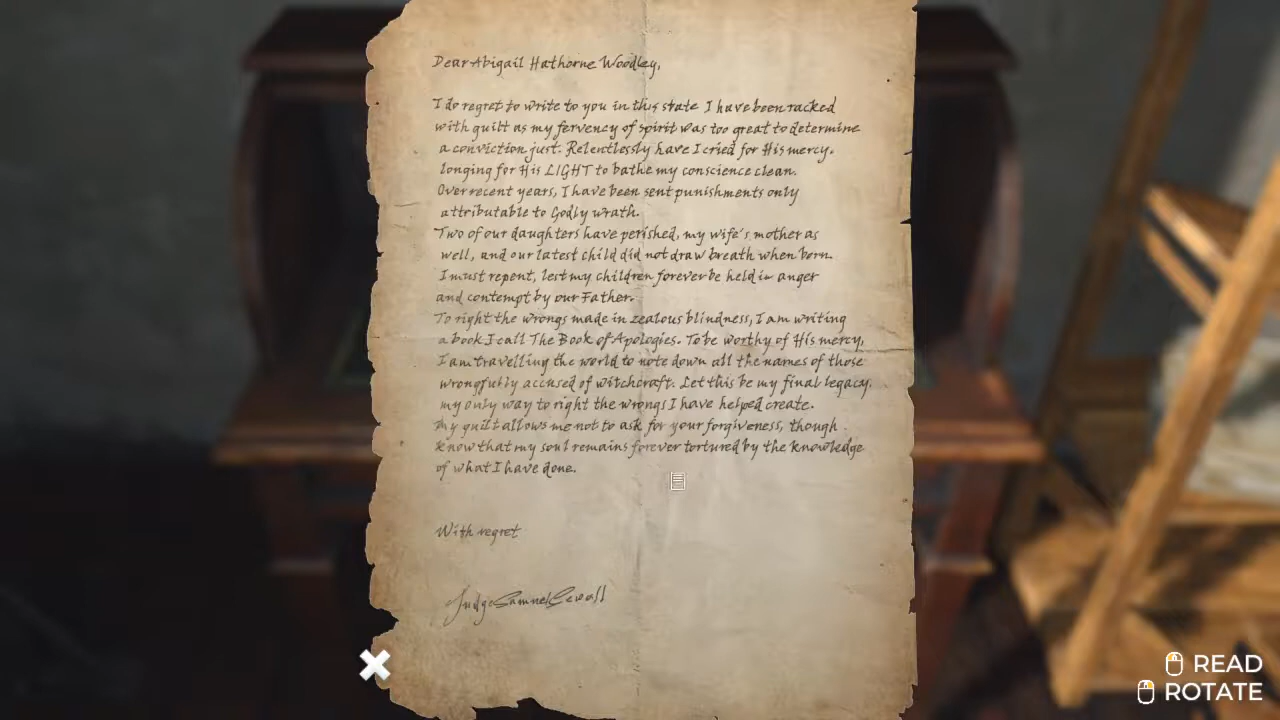 Dear Abigail Hathorne Woodley,
I do regret to write to you in this state I have been racked
with guilt as my fervency of spirit was too great to determine
a conviction just. Relentlessly have I cried for His mercy.
longing for His LIGHT to bathe my conscience clean.
Over recent years, I have been sent punishments only
attributable to Godly wrath.
Two of our daughters have perished, my wife's mother as
well, and our latest child did not draw breath when born.
I must repent, lest my children forever be held in anger
and contempt by our Father.
To right the wrongs made in zealous blindness, I am writing
a book I call The Book of Apologies. To be worthy of His mercy,
I am travelling the world to note down all the names of those
wrongfully accused of witchcraft. Let this be my final legacy,
my only way to right the wrongs I have helped create.
My guilt allows me not to ask for your forgiveness, though
know that my soul remains forever tortured by the knowledge
of what I have done.
With regret
Judge Samuel Sewall
READ
ROTATE